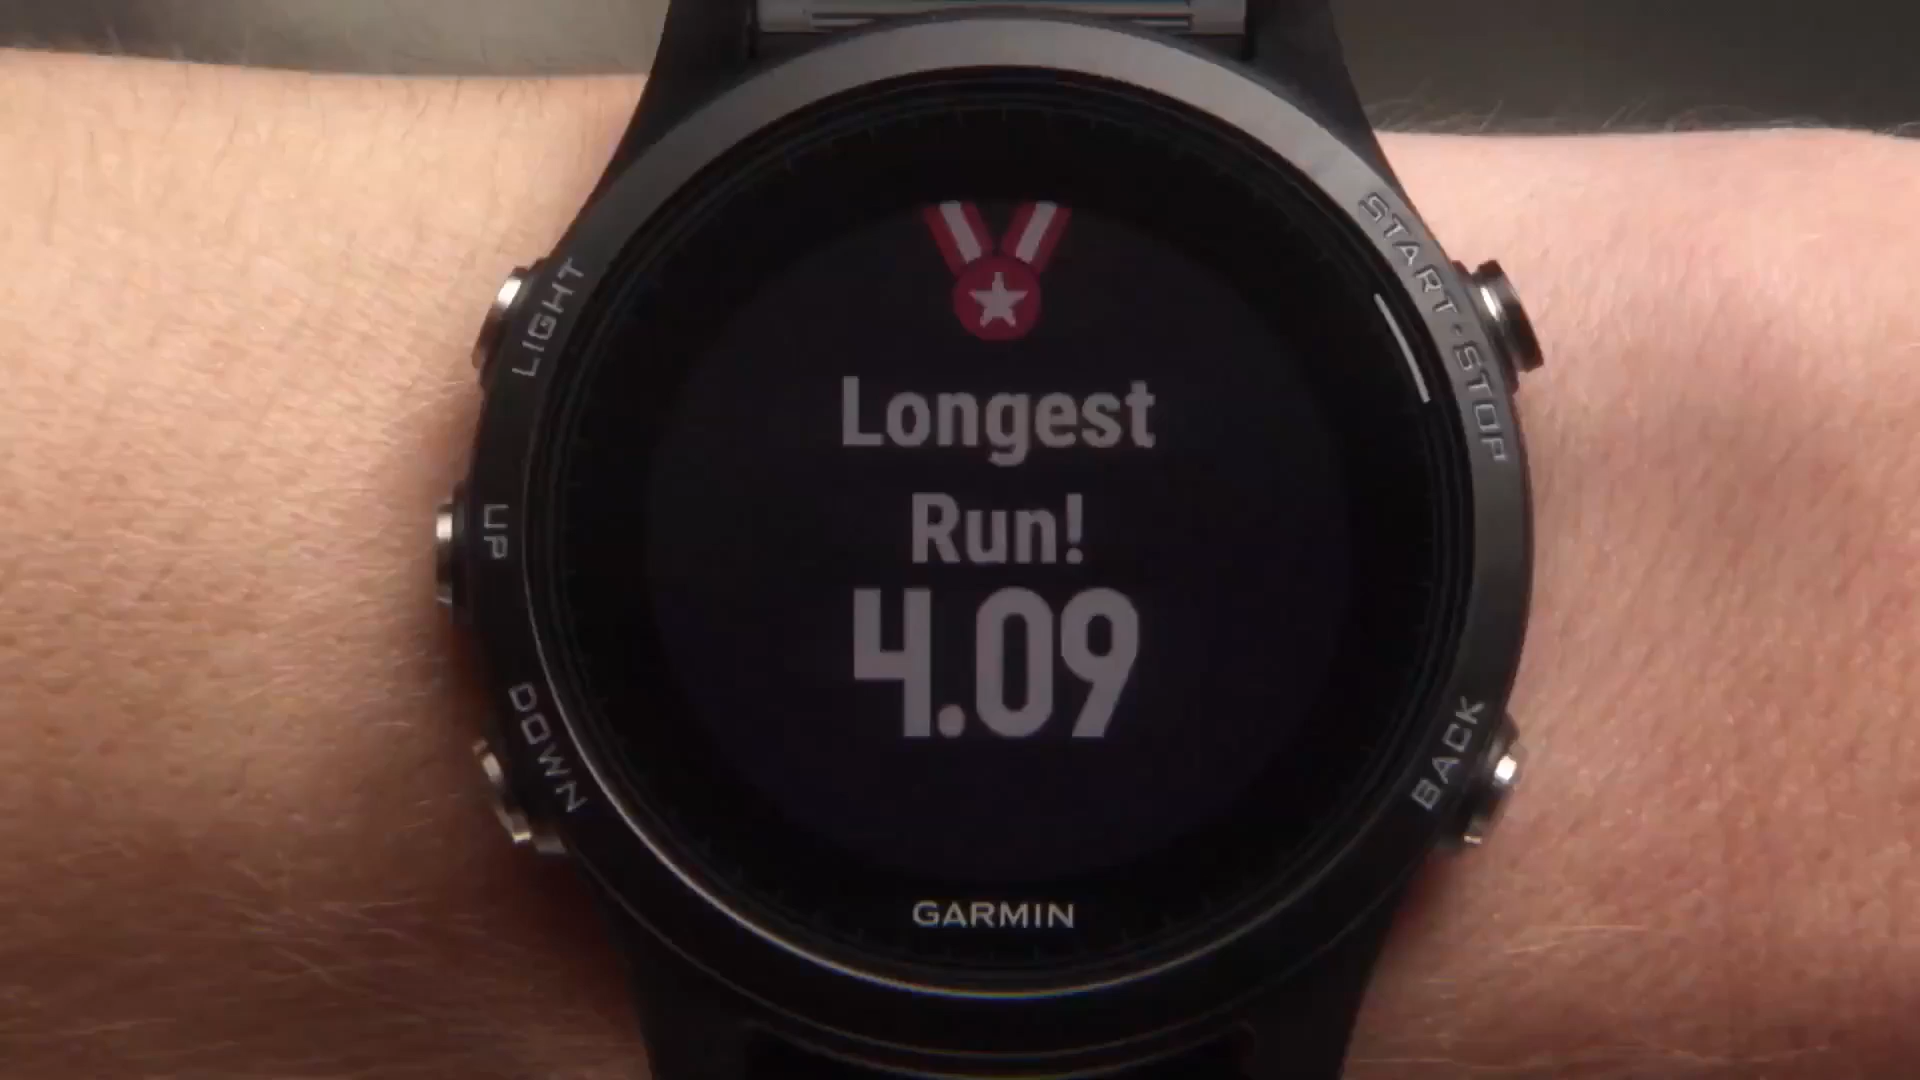 Longest
Run!
4.09
GARMIN
LIGHT
UP
DOWN
START·STOP
BACK